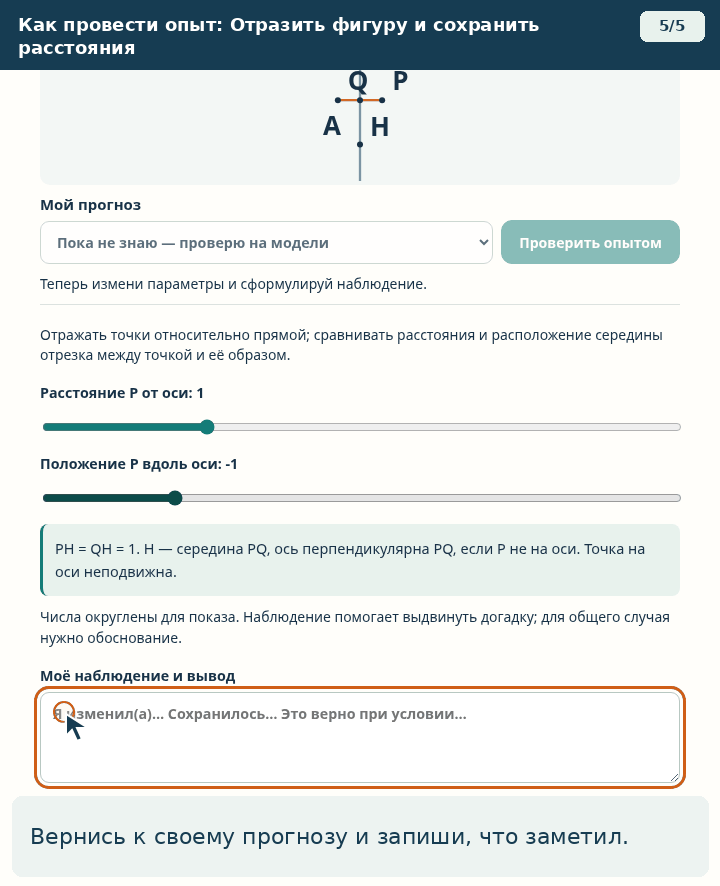 Как провести опыт: Отразить фигуру и сохранить
расстояния
5/5
Q P
A H
Мой прогноз
Пока не знаю — проверю на модели
Проверить опытом
Теперь измени параметры и сформулируй наблюдение.
Отражать точки относительно прямой; сравнивать расстояния и расположение середины
отрезка между точкой и её образом.
Расстояние P от оси: 1
Положение P вдоль оси: -1
PH = QH = 1. H — середина PQ, ось перпендикулярна PQ, если P не на оси. Точка на
оси неподвижна.
Числа округлены для показа. Наблюдение помогает выдвинуть догадку; для общего случая
нужно обоснование.
Моё наблюдение и вывод
Я изменил(а)... Сохранилось... Это верно при условии...
Вернись к своему прогнозу и запиши, что заметил.